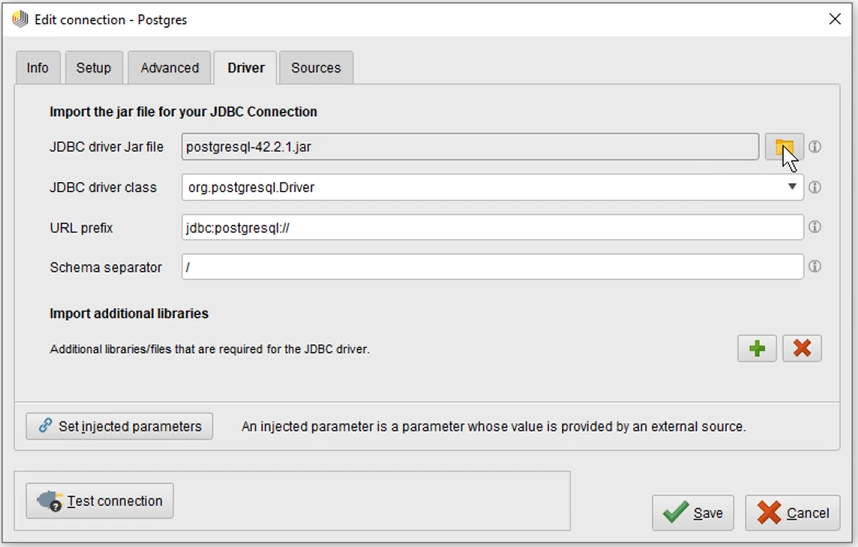 Edit connection - Postgres
Info Setup Advanced Driver Sources
Import the jar file for your JDBC Connection
JDBC driver Jar file postgresql-42.2.1.jar
JDBC driver class org.postgresql.Driver
URL prefix jdbc:postgresql://
Schema separator /
Import additional libraries
Additional libraries/files that are required for the JDBC driver.
Set injected parameters An injected parameter is a parameter whose value is provided by an external source.
Test connection Save Cancel